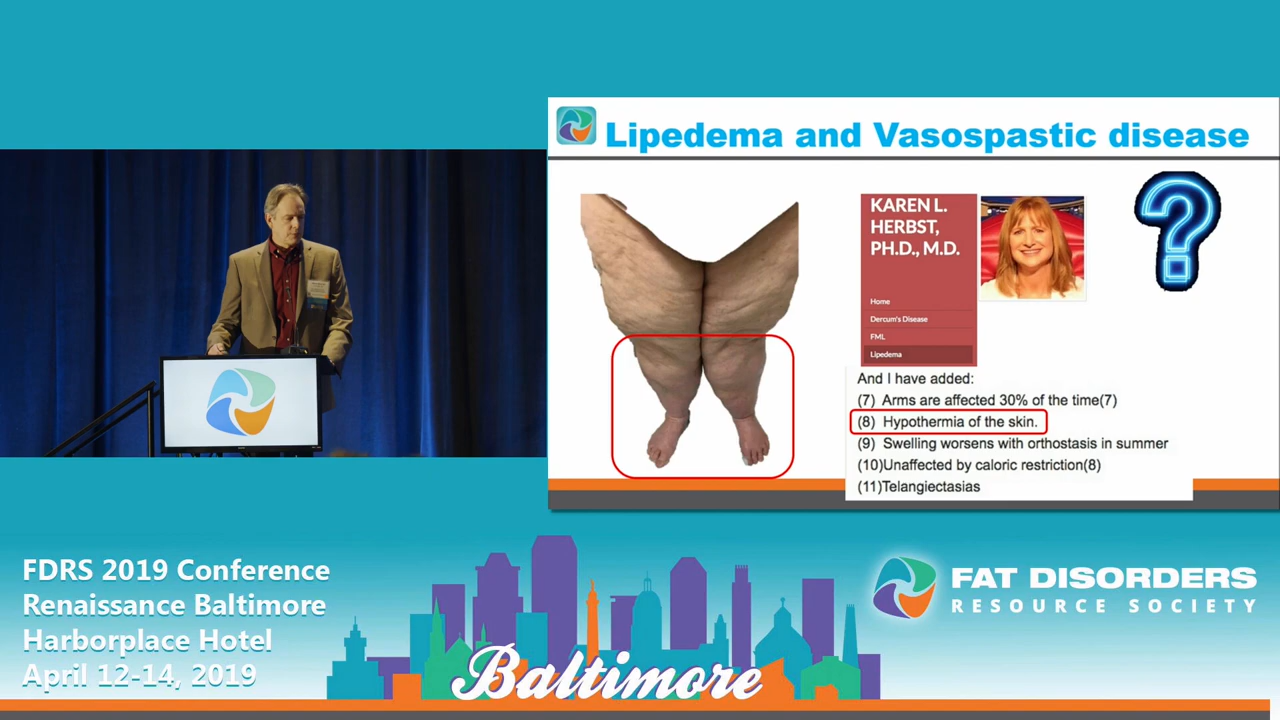 Lipedema and Vasospastic disease
KAREN L.
HERBST,
PH.D., M.D.
Home
Dercum's Disease
FML
Lipedema
And I have added:
(7) Arms are affected 30% of the time(7)
(8) Hypothermia of the skin.
(9) Swelling worsens with orthostasis in summer
(10)Unaffected by caloric restriction(8)
(11)Telangiectasias
FDRS 2019 Conference
Renaissance Baltimore
Harborplace Hotel
April 12-14, 2019
Baltimore
FAT DISORDERS
RESOURCE SOCIETY